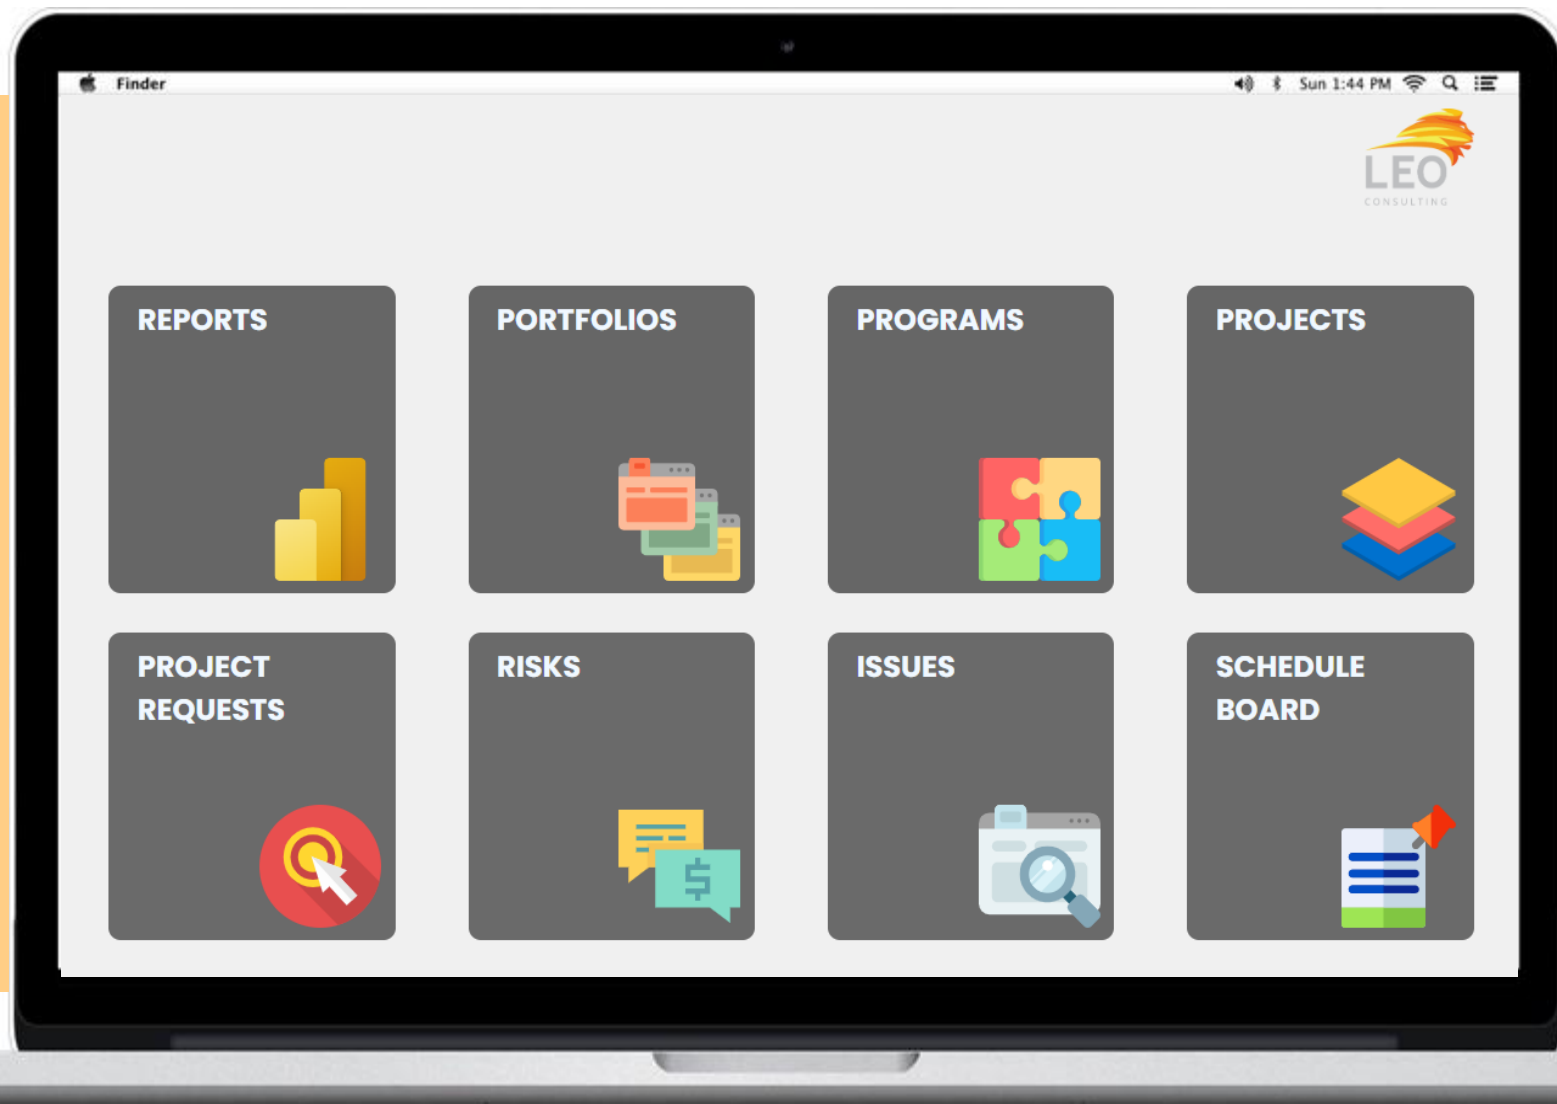 Finder
Sun 1:44 PM
LEO
CONSULTING
REPORTS
PORTFOLIOS
PROGRAMS
PROJECTS
PROJECT
REQUESTS
RISKS
ISSUES
SCHEDULE
BOARD
$